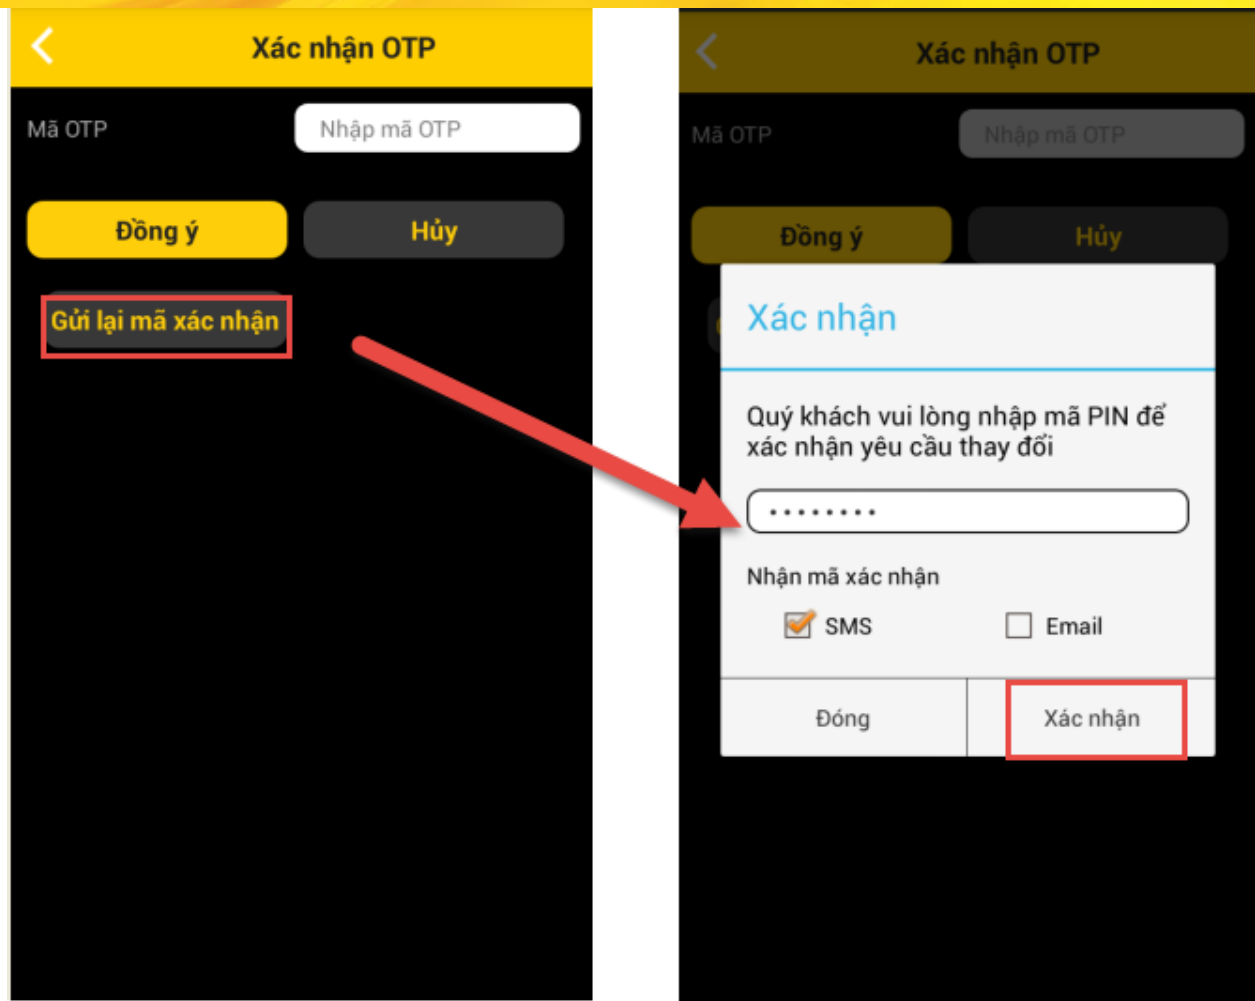 Xác nhận OTP
Mã OTP
Nhập mã OTP
Đồng ý
Hủy
Gửi lại mã xác nhận
Xác nhận OTP
Mã OTP
Nhập mã OTP
Đồng ý
Hủy
Xác nhận
Quý khách vui lòng nhập mã PIN để
xác nhận yêu cầu thay đổi
........
Nhận mã xác nhận
SMS
Email
Đóng
Xác nhận